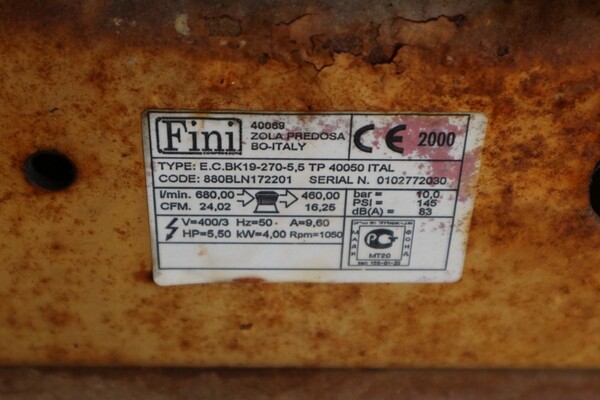 Fini
40069
ZOLA PREDOSA
BO-ITALY
CE 2000
TYPE: E.C.BK19-270-5,5 TP 40050 ITAL
CODE: 880BLN172201 SERIAL N. 0102772030
l/min. 680,00 460,00 bar = 10,0
CFM. 24,02 16,25 PSI = 145
dB(A) = 83
V=400/3 Hz=50 A=9,60
HP=5,50 kW=4,00 Rpm=1050
MT20